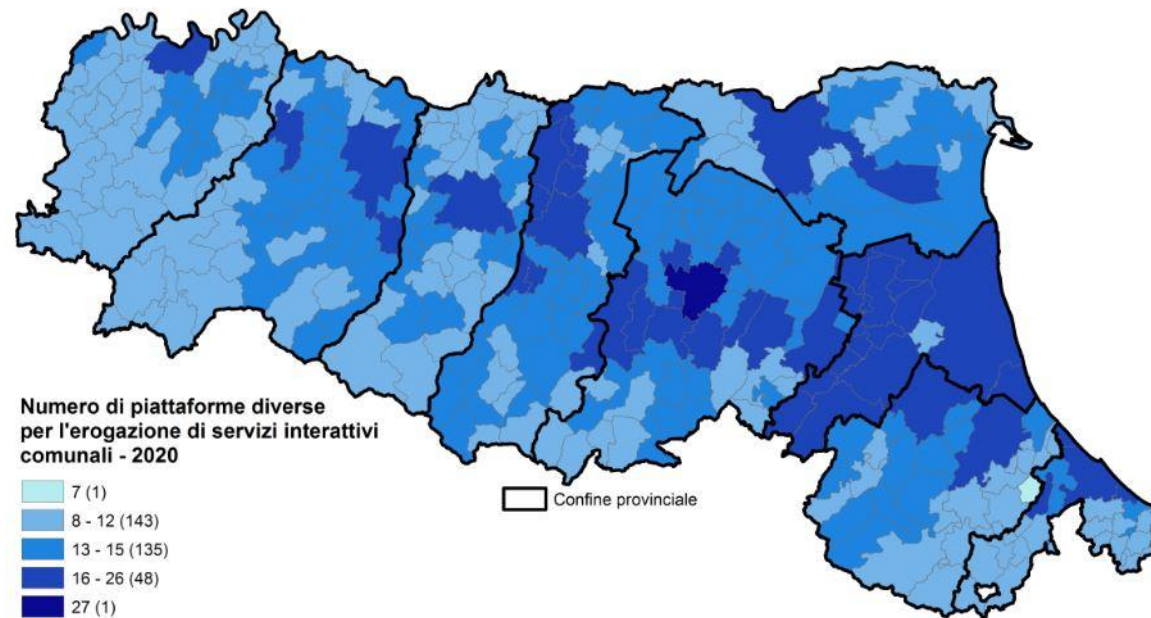 Numero di piattaforme diverse
per l'erogazione di servizi interattivi
comunali - 2020
7 (1)
8 - 12 (143)
13 - 15 (135)
16 - 26 (48)
27 (1)
Confine provinciale